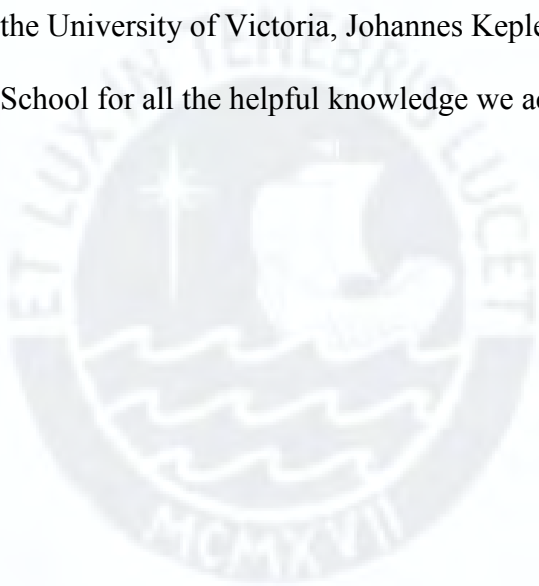 the University of Victoria, Johannes Keple
School for all the helpful knowledge we a
ET LUX IN TENEBRIS LUCET
MCMXVII